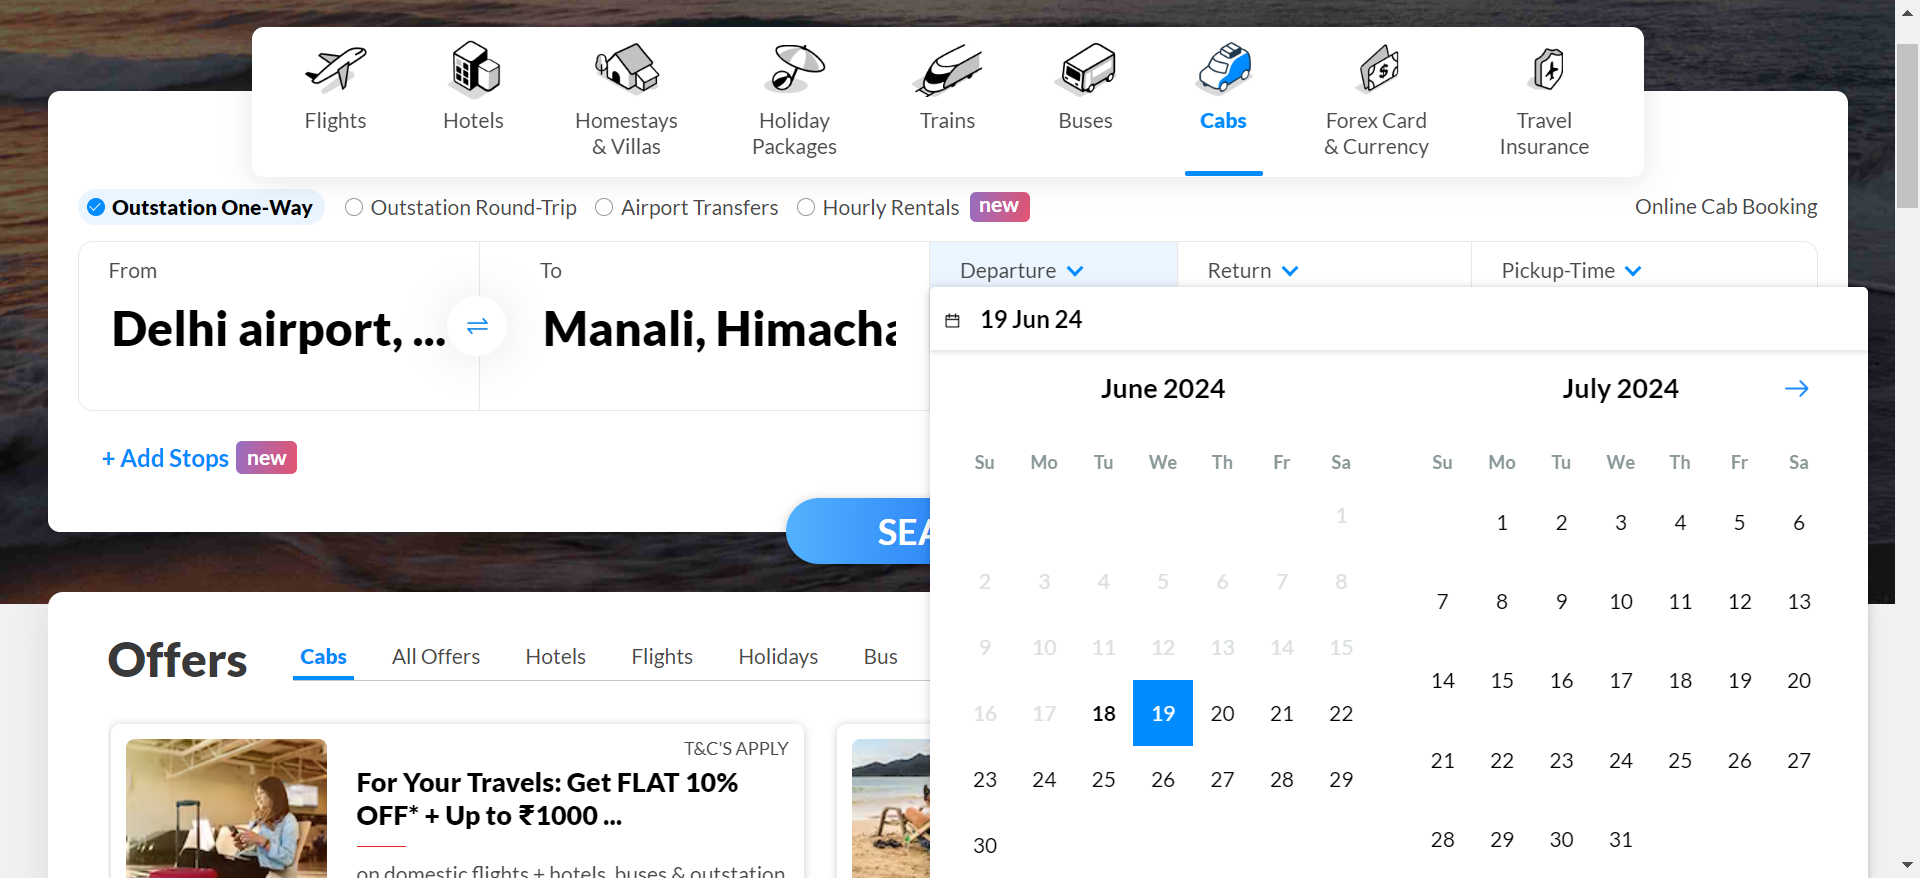 Flights
Hotels
Homestays
& Villas
Holiday
Packages
Trains
Buses
Cabs
Forex Card
& Currency
Travel
Insurance
Outstation One-Way
Outstation Round-Trip
Airport Transfers
Hourly Rentals
new
Online Cab Booking
From
Delhi airport, ...
To
Manali, Himacha
Departure
Return
Pickup-Time
19 Jun 24
+ Add Stops
new
SEA
June 2024
Su Mo Tu We Th Fr Sa
1
2 3 4 5 6 7 8
9 10 11 12 13 14 15
16 17 18 19 20 21 22
23 24 25 26 27 28 29
30
July 2024
Su Mo Tu We Th Fr Sa
1 2 3 4 5 6
7 8 9 10 11 12 13
14 15 16 17 18 19 20
21 22 23 24 25 26 27
28 29 30 31
Offers
Cabs
All Offers
Hotels
Flights
Holidays
Bus
T&C'S APPLY
For Your Travels: Get FLAT 10%
OFF* + Up to ₹1000 ...
on domestic flights + hotels, buses & outstation